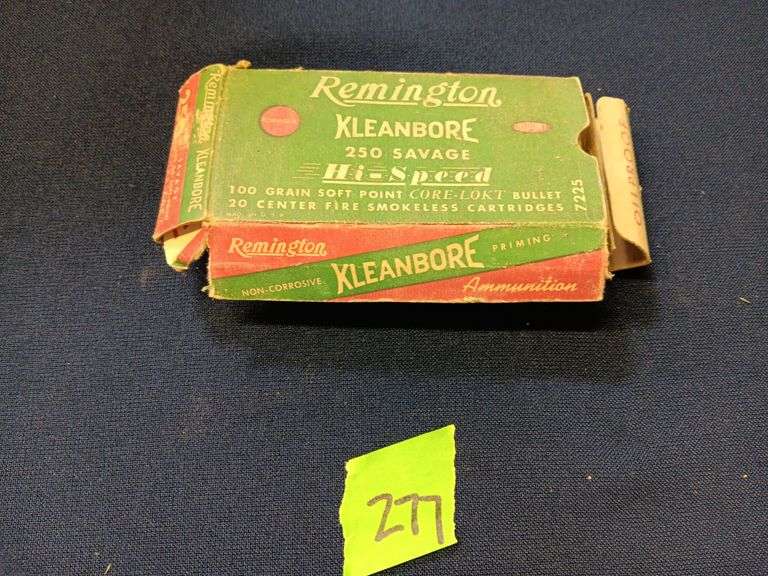 Remington
KLEANBORE
250 SAVAGE
Hi-Speed
100 GRAIN SOFT POINT CORE-LOKT BULLET
20 CENTER FIRE SMOKELESS CARTRIDGES
7225
Remington
KLEANBORE
Remington
NON-CORROSIVE KLEANBORE PRIMING
Ammunition
277